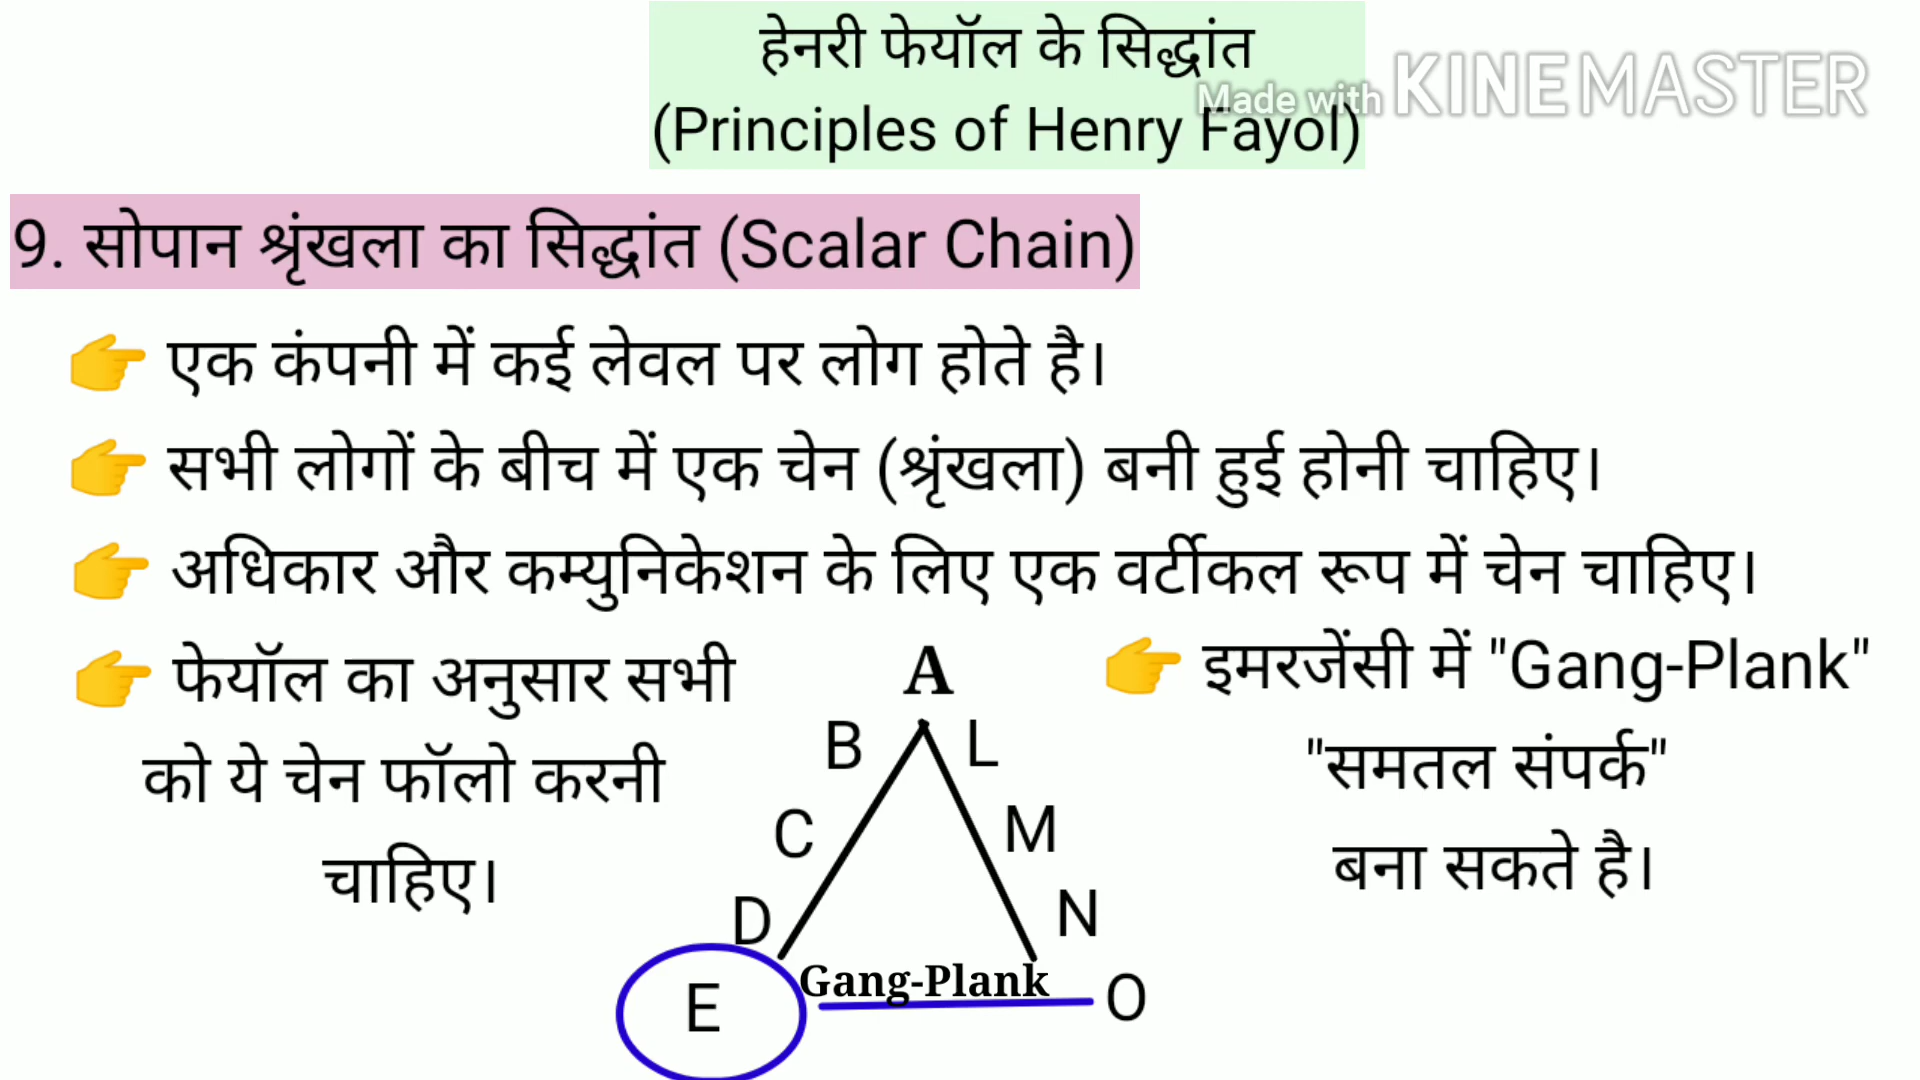 हेनरी फेयॉल के सिद्धांत
Made with KINEMASTER
(Principles of Henry Fayol)
9. सोपान श्रृंखला का सिद्धांत (Scalar Chain)
👉 एक कंपनी में कई लेवल पर लोग होते है।
👉 सभी लोगों के बीच में एक चेन (श्रृंखला) बनी हुई होनी चाहिए।
👉 अधिकार और कम्युनिकेशन के लिए एक वर्टीकल रूप में चेन चाहिए।
👉 फेयॉल का अनुसार सभी
को ये चेन फॉलो करनी
चाहिए।
A
B L
C M
D N
E Gang-Plank O
👉 इमरजेंसी में "Gang-Plank"
"समतल संपर्क"
बना सकते है।